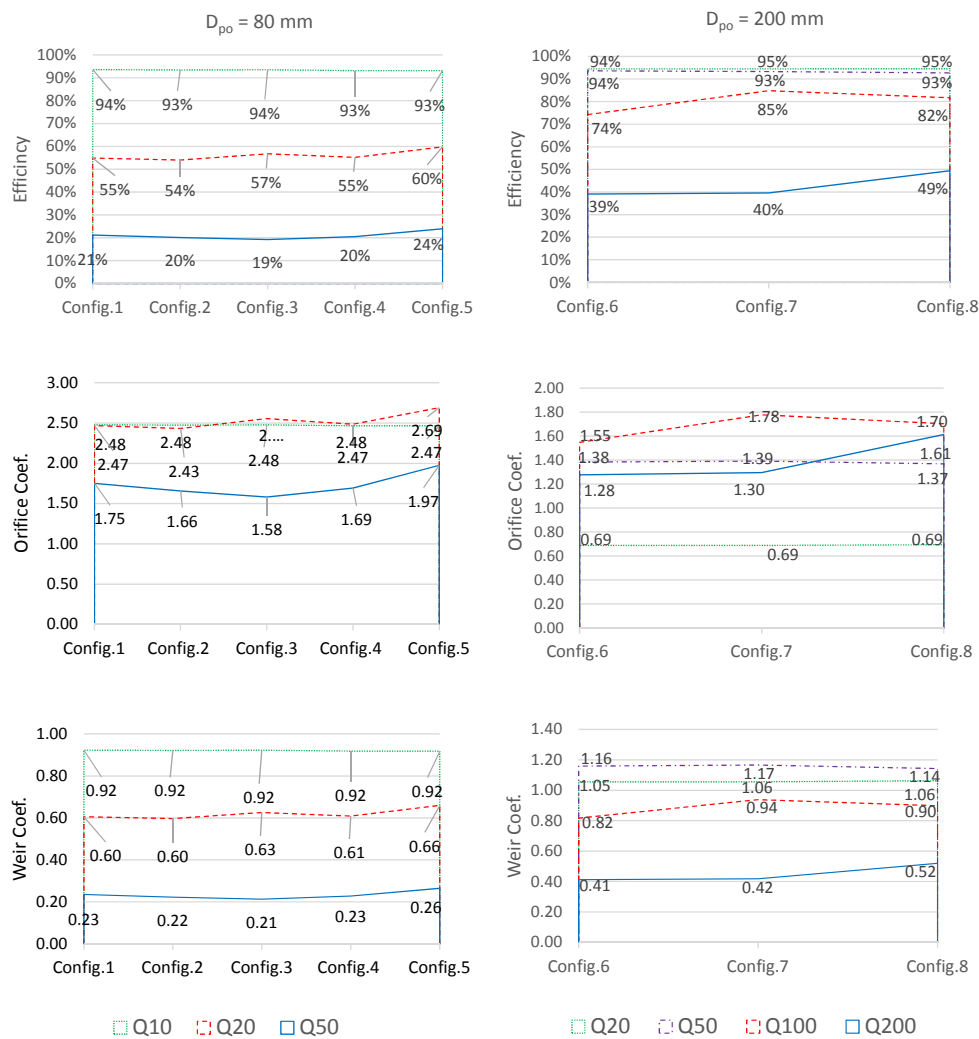 D_po = 80 mm
D_po = 200 mm
Efficincy
100%
90%
80%
70%
60%
50%
40%
30%
20%
10%
0%
94% 93% 94% 93% 93%
55% 54% 57% 55% 60%
21% 20% 19% 20% 24%
Config.1 Config.2 Config.3 Config.4 Config.5
Efficiency
100%
90%
80%
70%
60%
50%
40%
30%
20%
10%
0%
94% 95% 95%
94% 93% 93%
74% 85% 82%
39% 40% 49%
Config.6 Config.7 Config.8
Orifice Coef.
3.00
2.50
2.00
1.50
1.00
0.50
0.00
2.48 2.48 2.... 2.48 2.69
2.47 2.43 2.48 2.47 2.47
1.75 1.66 1.58 1.69 1.97
Config.1 Config.2 Config.3 Config.4 Config.5
Orifice Coef.
2.00
1.80
1.60
1.40
1.20
1.00
0.80
0.60
0.40
0.20
0.00
1.55 1.78 1.70
1.38 1.39 1.61
1.28 1.30 1.37
0.69 0.69 0.69
Config.6 Config.7 Config.8
Weir Coef.
1.00
0.80
0.60
0.40
0.20
0.00
0.92 0.92 0.92 0.92 0.92
0.60 0.60 0.63 0.61 0.66
0.23 0.22 0.21 0.23 0.26
Config.1 Config.2 Config.3 Config.4 Config.5
Weir Coef.
1.40
1.20
1.00
0.80
0.60
0.40
0.20
0.00
1.16 1.17 1.14
1.05 1.06 1.06
0.82 0.94 0.90
0.41 0.42 0.52
Config.6 Config.7 Config.8
Q10 Q20 Q50
Q20 Q50 Q100 Q200